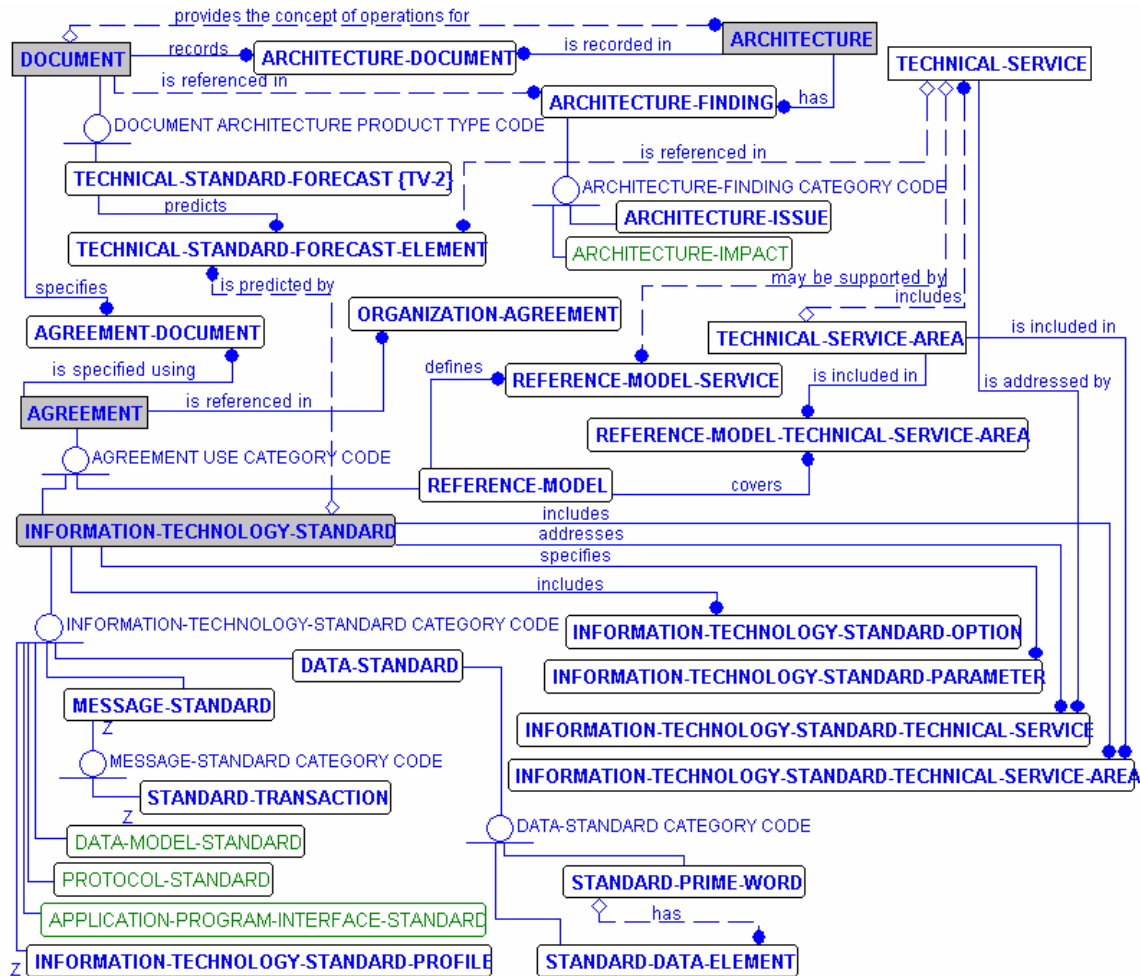 provides the concept of operations for
DOCUMENT
records
ARCHITECTURE-DOCUMENT
is recorded in
ARCHITECTURE
is referenced in
TECHNICAL-SERVICE
ARCHITECTURE-FINDING
has
DOCUMENT ARCHITECTURE PRODUCT TYPE CODE
is referenced in
TECHNICAL-STANDARD-FORECAST {TV-2}
ARCHITECTURE-FINDING CATEGORY CODE
predicts
ARCHITECTURE-ISSUE
TECHNICAL-STANDARD-FORECAST-ELEMENT
ARCHITECTURE-IMPACT
is predicted by
may be supported by
specifies
includes
ORGANIZATION-AGREEMENT
AGREEMENT-DOCUMENT
TECHNICAL-SERVICE-AREA
is included in
is specified using
defines
REFERENCE-MODEL-SERVICE
is included in
is addressed by
AGREEMENT
is referenced in
REFERENCE-MODEL-TECHNICAL-SERVICE-AREA
AGREEMENT USE CATEGORY CODE
REFERENCE-MODEL
covers
INFORMATION-TECHNOLOGY-STANDARD
includes
addresses
specifies
includes
INFORMATION-TECHNOLOGY-STANDARD CATEGORY CODE
INFORMATION-TECHNOLOGY-STANDARD-OPTION
DATA-STANDARD
INFORMATION-TECHNOLOGY-STANDARD-PARAMETER
MESSAGE-STANDARD
Z
INFORMATION-TECHNOLOGY-STANDARD-TECHNICAL-SERVICE
MESSAGE-STANDARD CATEGORY CODE
INFORMATION-TECHNOLOGY-STANDARD-TECHNICAL-SERVICE-AREA
STANDARD-TRANSACTION
Z
DATA-STANDARD CATEGORY CODE
DATA-MODEL-STANDARD
PROTOCOL-STANDARD
STANDARD-PRIME-WORD
APPLICATION-PROGRAM-INTERFACE-STANDARD
has
Z
INFORMATION-TECHNOLOGY-STANDARD-PROFILE
STANDARD-DATA-ELEMENT